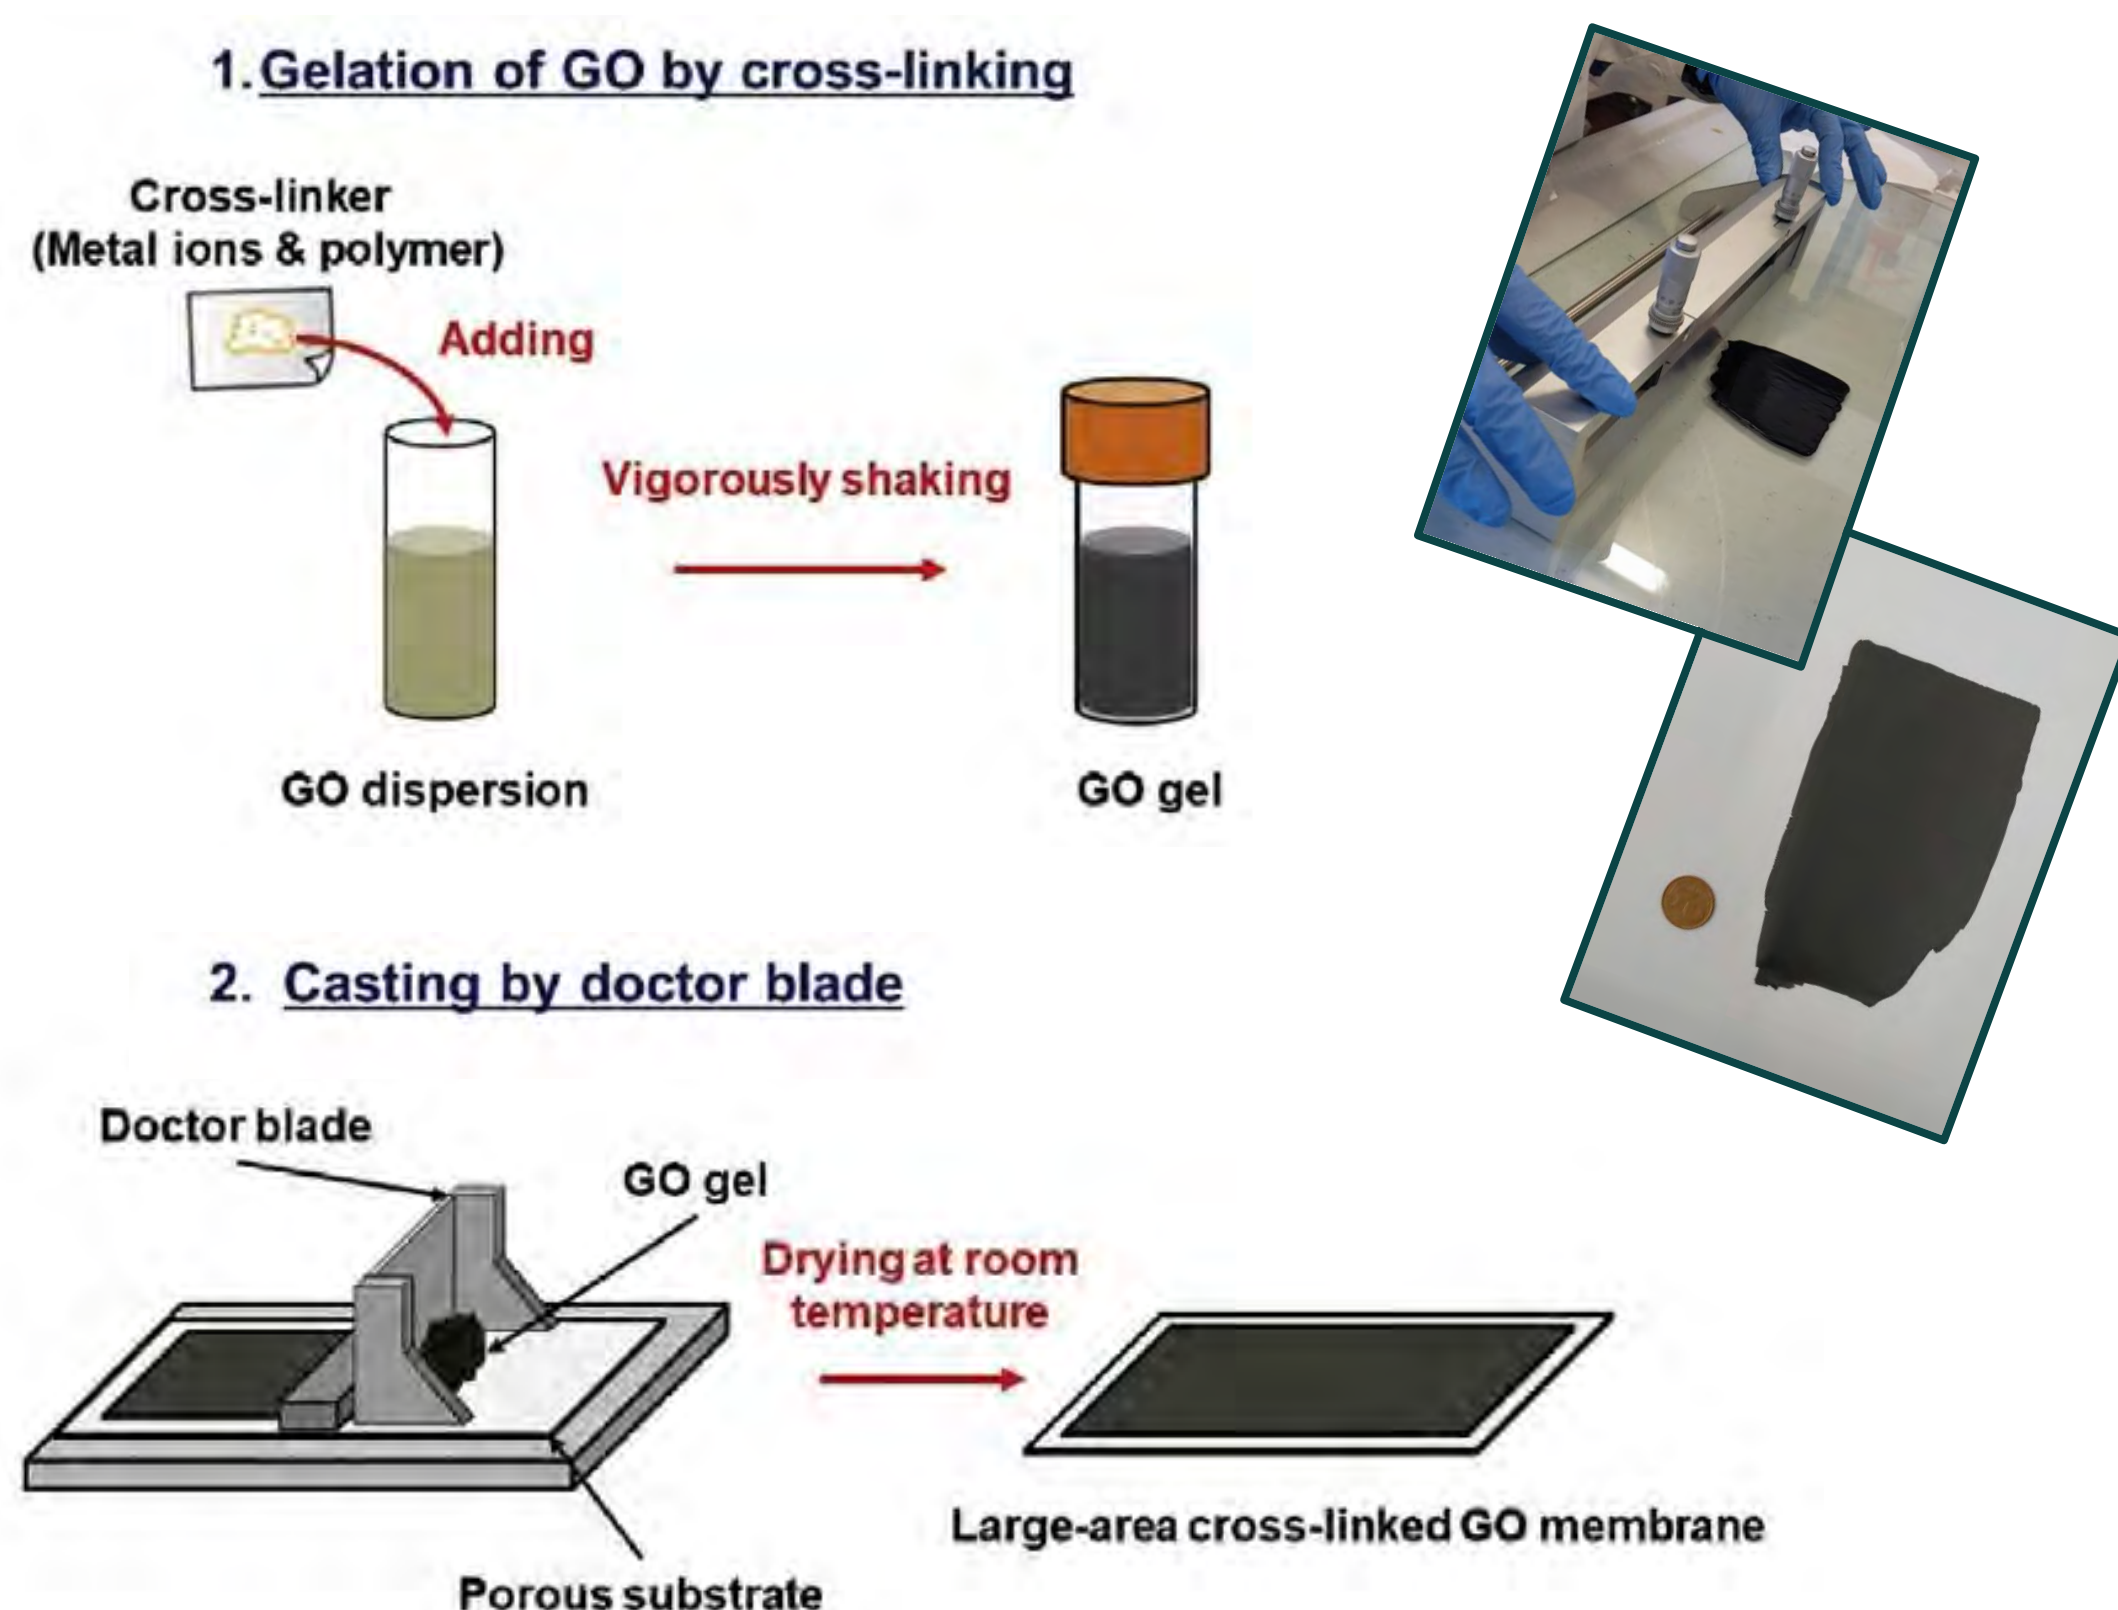 1. Gelation of GO by cross-linking
Cross-linker
(Metal ions & polymer)
Adding
Vigorously shaking
GO dispersion
GO gel
2. Casting by doctor blade
Doctor blade
GO gel
Drying at room
temperature
Large-area cross-linked GO membrane
Porous substrate